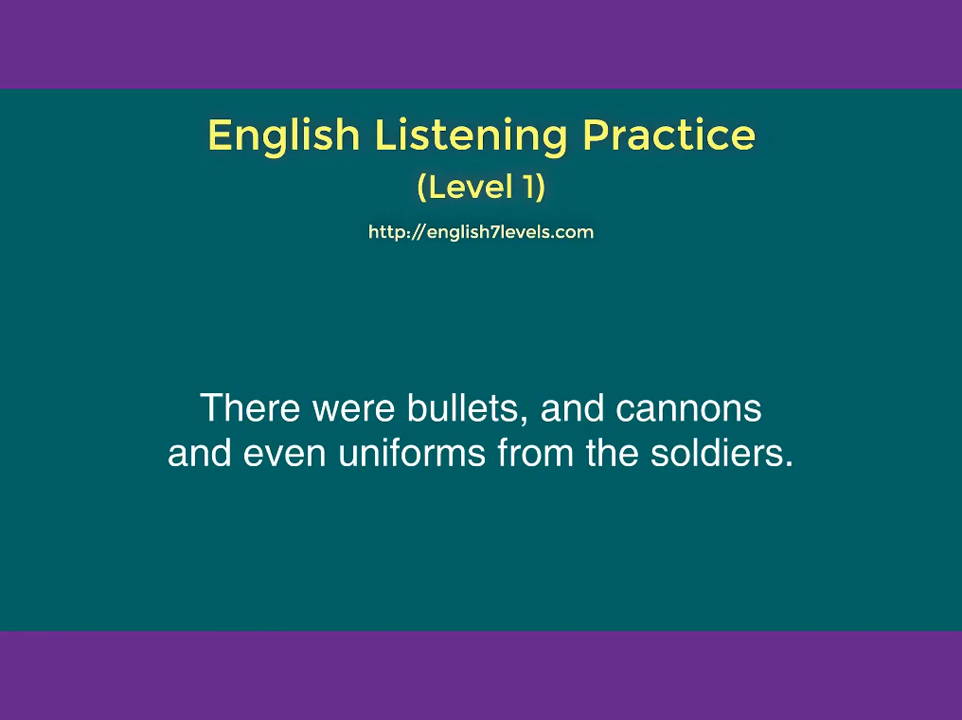 English Listening Practice
(Level 1)
http://english7levels.com
There were bullets, and cannons
and even uniforms from the soldiers.